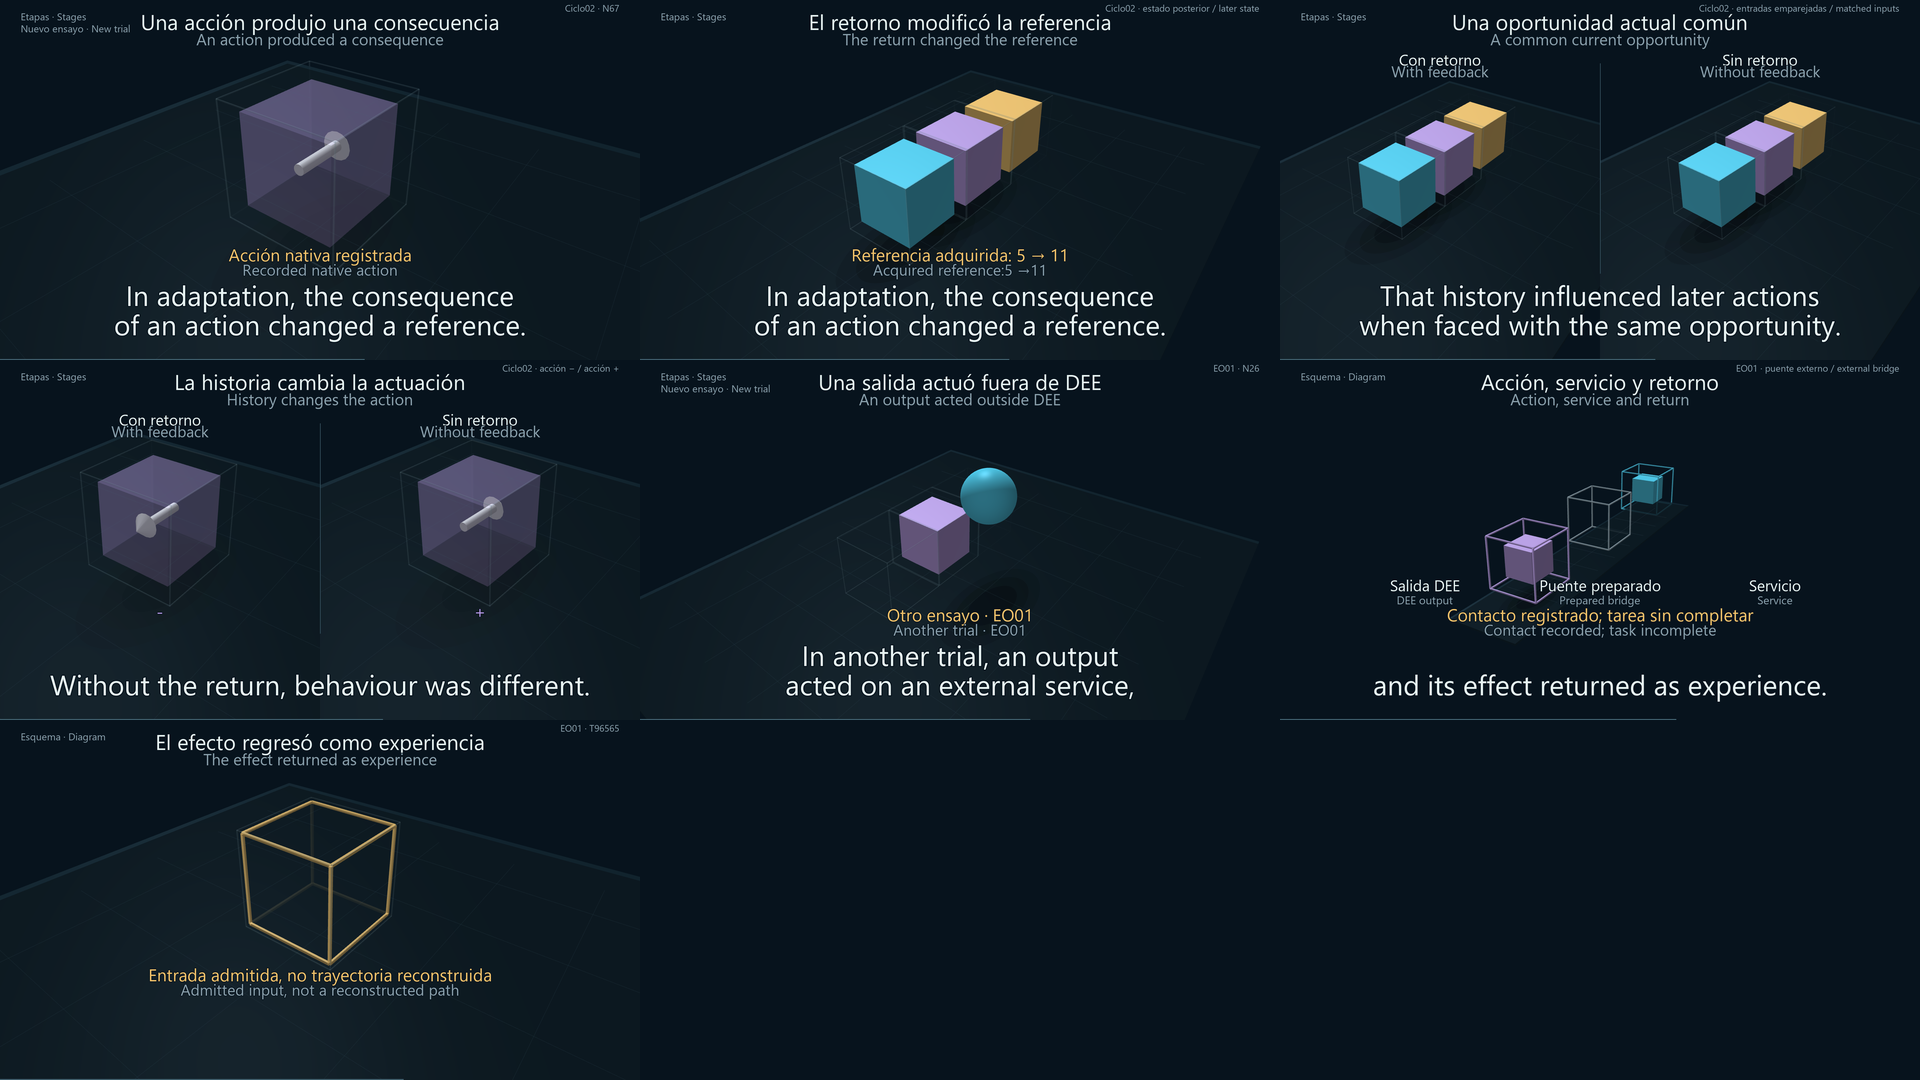 Ciclo02 · N67
Etapas · Stages
Nuevo ensayo · New trial
Una acción produjo una consecuencia
An action produced a consequence
Acción nativa registrada
Recorded native action
In adaptation, the consequence
of an action changed a reference.
Ciclo02 · estado posterior / later state
Etapas · Stages
El retorno modificó la referencia
The return changed the reference
Referencia adquirida: 5 → 11
Acquired reference:5 →11
In adaptation, the consequence
of an action changed a reference.
Ciclo02 · entradas emparejadas / matched inputs
Etapas · Stages
Una oportunidad actual común
A common current opportunity
Con retorno
With feedback
Sin retorno
Without feedback
That history influenced later actions
when faced with the same opportunity.
Ciclo02 · acción − / acción +
Etapas · Stages
La historia cambia la actuación
History changes the action
Con retorno
With feedback
Sin retorno
Without feedback
-
+
Without the return, behaviour was different.
EO01 · N26
Etapas · Stages
Nuevo ensayo · New trial
Una salida actuó fuera de DEE
An output acted outside DEE
Otro ensayo · EO01
Another trial · EO01
In another trial, an output
acted on an external service,
EO01 · puente externo / external bridge
Esquema · Diagram
Acción, servicio y retorno
Action, service and return
Salida DEE
DEE output
Puente preparado
Prepared bridge
Servicio
Service
Contacto registrado; tarea sin completar
Contact recorded; task incomplete
and its effect returned as experience.
EO01 · T96565
Esquema · Diagram
El efecto regresó como experiencia
The effect returned as experience
Entrada admitida, no trayectoria reconstruida
Admitted input, not a reconstructed path